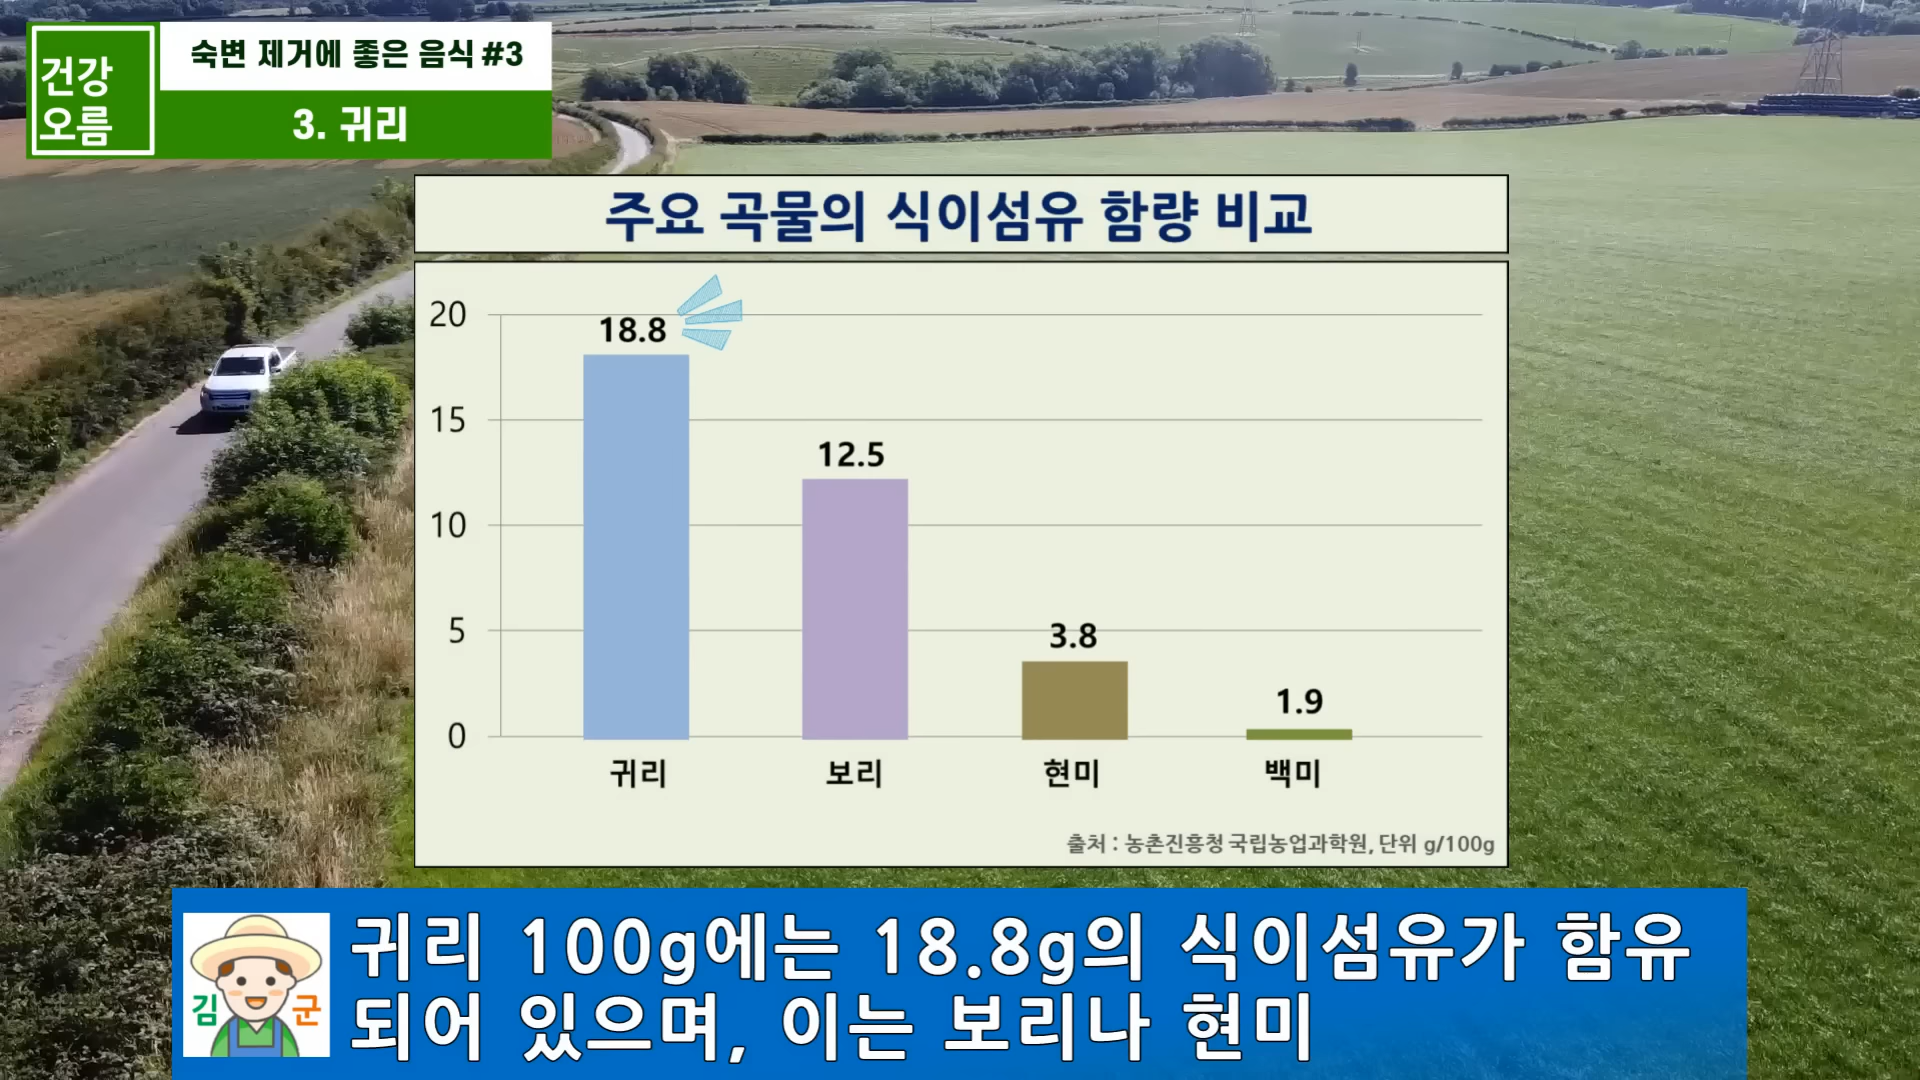 건강
오름
숙변 제거에 좋은 음식 #3
3. 귀리
주요 곡물의 식이섬유 함량 비교
20
15
10
5
0
18.8
12.5
3.8
1.9
귀리
보리
현미
백미
출처 : 농촌진흥청 국립농업과학원, 단위 g/100g
김 군
귀리 100g에는 18.8g의 식이섬유가 함유
되어 있으며, 이는 보리나 현미